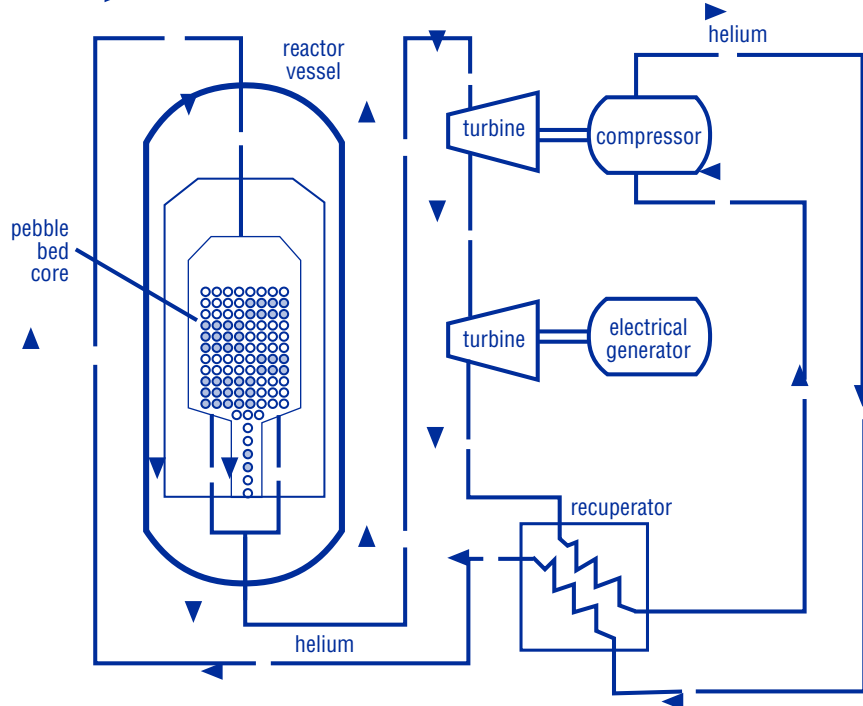 reactor
vessel
helium
turbine
compressor
pebble
bed
core
turbine
electrical
generator
recuperator
helium